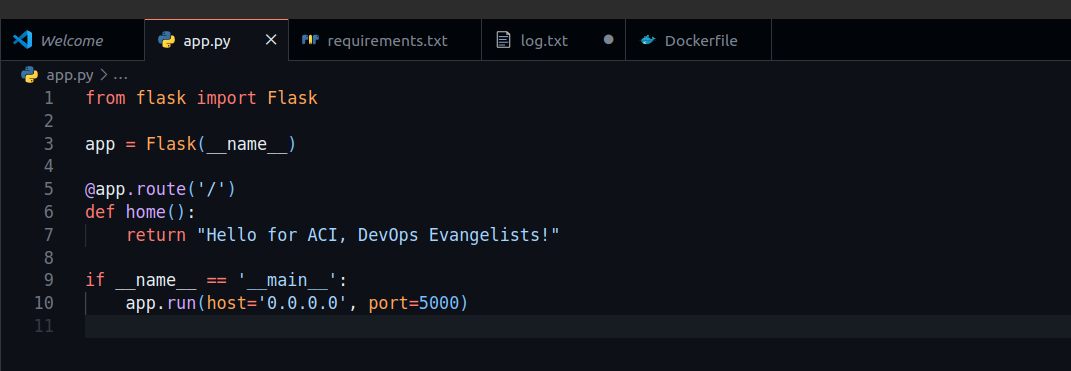 Welcome
app.py
requirements.txt
log.txt
Dockerfile
app.py > ...
1 from flask import Flask
2
3 app = Flask(__name__)
4
5 @app.route('/')
6 def home():
7     return "Hello for ACI, DevOps Evangelists!"
8
9 if __name__ == '__main__':
10     app.run(host='0.0.0.0', port=5000)
11